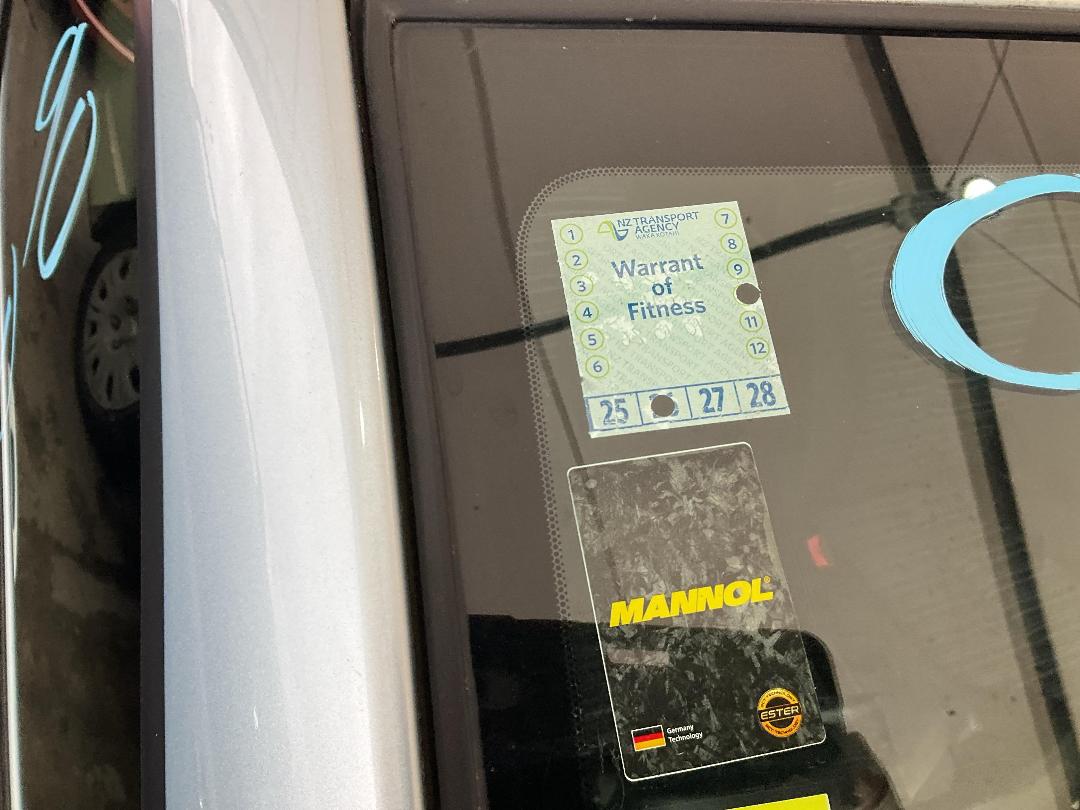 90
NZ TRANSPORT
AGENCY
WAKA KOTAHI
Warrant
of
Fitness
1
2
3
4
5
6
7
8
9
11
12
25
27
28
MANNOL®
Germany
Technology
ESTER